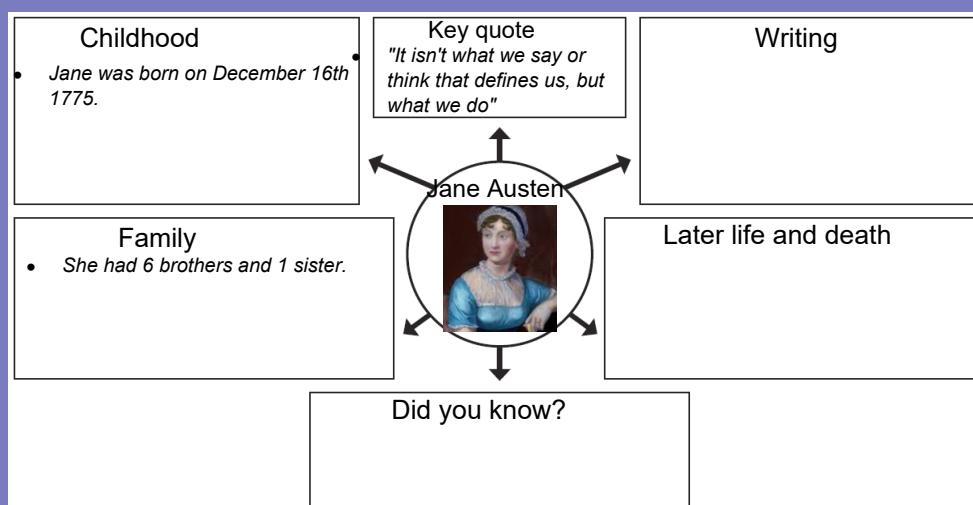 Childhood
• Jane was born on December 16th
1775.
•
Key quote
"It isn't what we say or
think that defines us, but
what we do"
Writing
Jane Austen
Family
• She had 6 brothers and 1 sister.
Later life and death
Did you know?